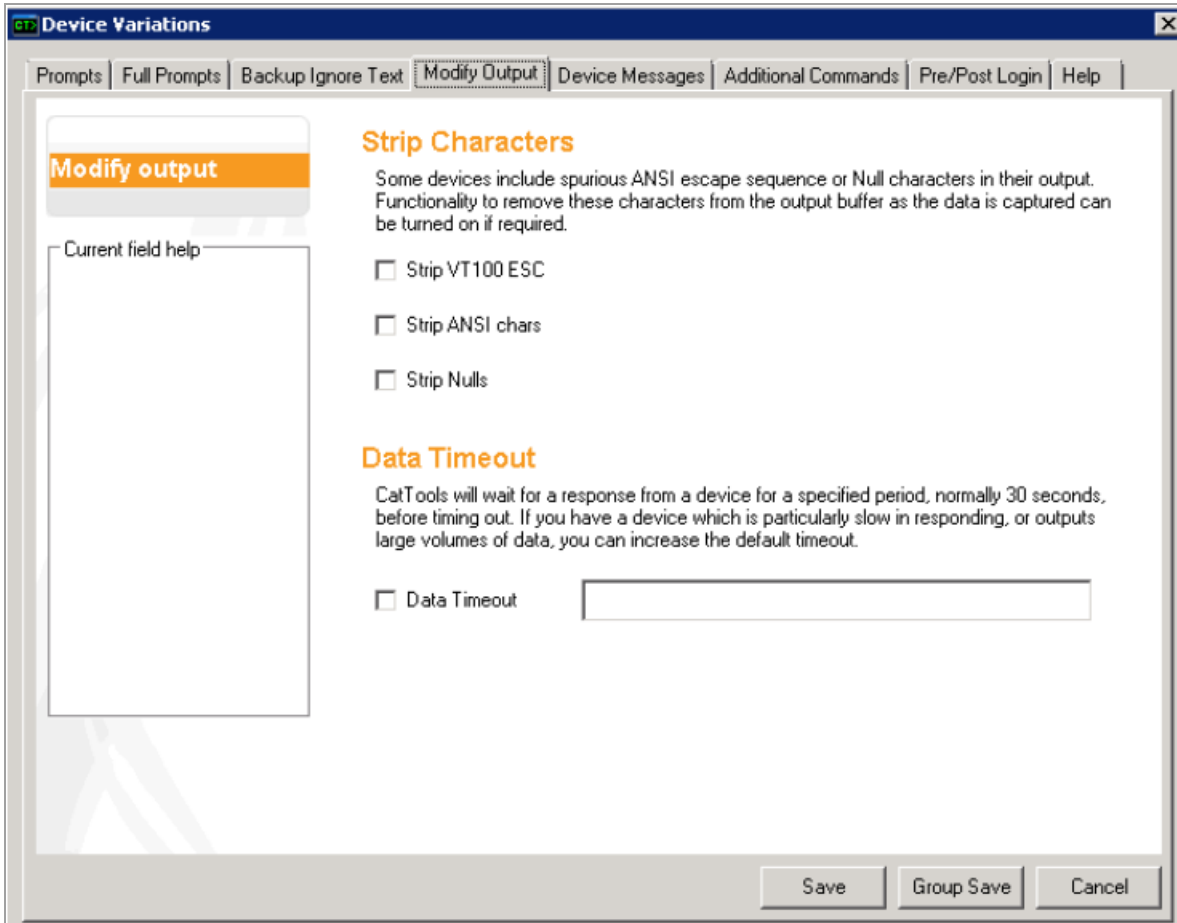 CT> Device Variations
Prompts Full Prompts Backup Ignore Text Modify Output Device Messages Additional Commands Pre/Post Login Help
Modify output
Current field help
Strip Characters
Some devices include spurious ANSI escape sequence or Null characters in their output.
Functionality to remove these characters from the output buffer as the data is captured can
be turned on if required.
Strip VT100 ESC
Strip ANSI chars
Strip Nulls
Data Timeout
CatTools will wait for a response from a device for a specified period, normally 30 seconds,
before timing out. If you have a device which is particularly slow in responding, or outputs
large volumes of data, you can increase the default timeout.
Data Timeout
Save Group Save Cancel